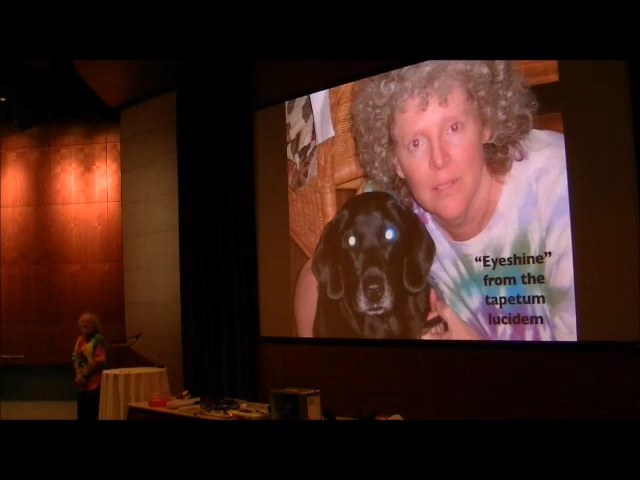 “Eyeshine”
from the
tapetum
lucidem